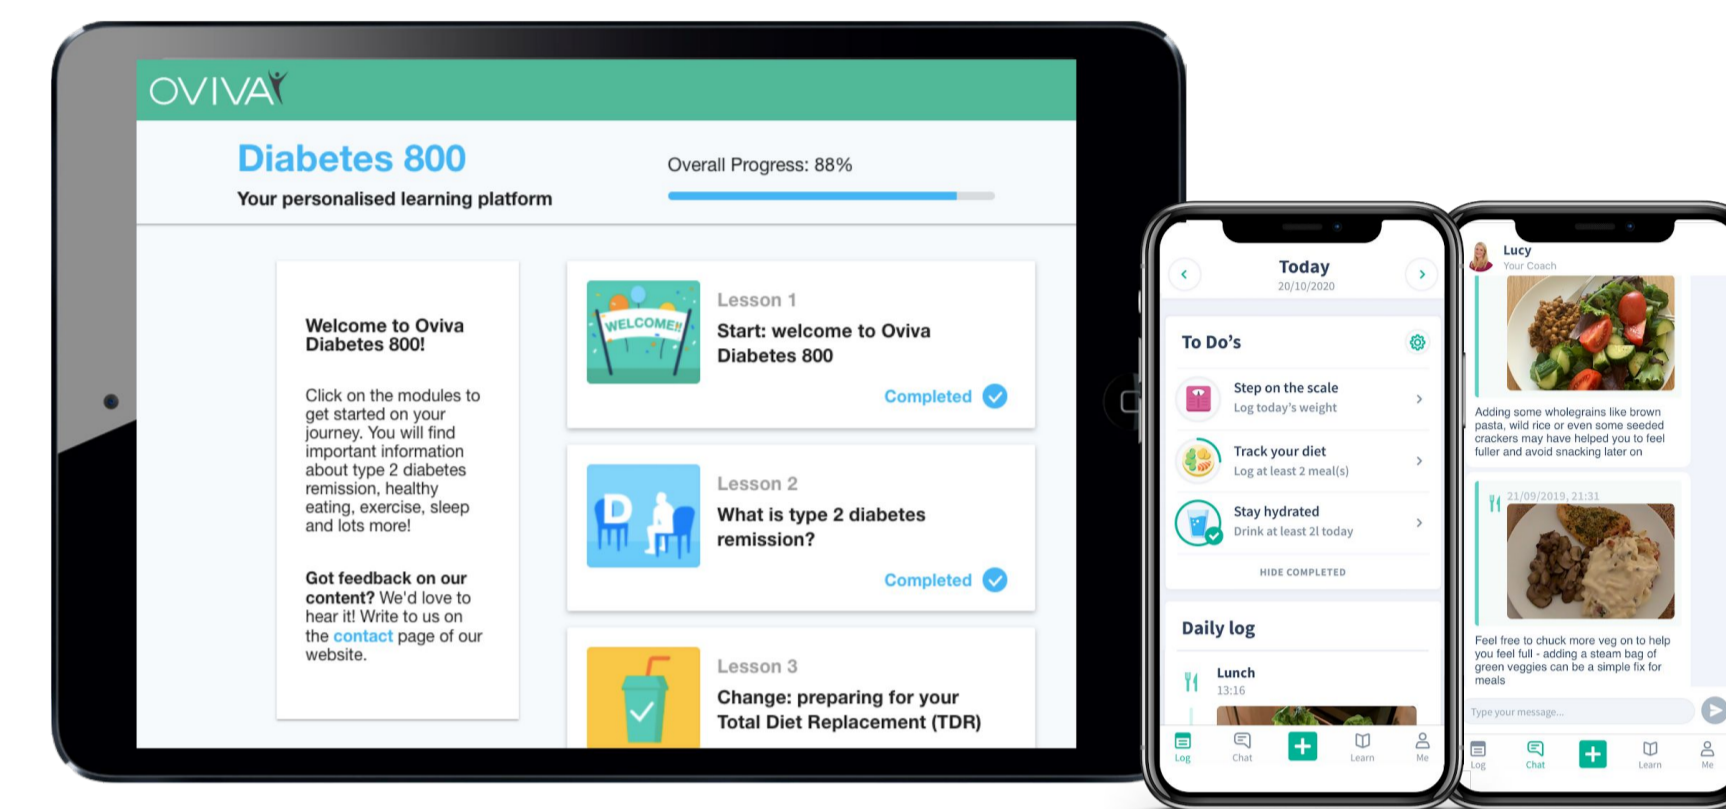 OVIVA
Diabetes 800
Your personalised learning platform
Overall Progress: 88%
Welcome to Oviva
Diabetes 800!
Click on the modules to
get started on your
journey. You will find
important information
about type 2 diabetes
remission, healthy
eating, exercise, sleep
and lots more!
Got feedback on our
content? We'd love to
hear it! Write to us on
the contact page of our
website.
WELCOME!!
Lesson 1
Start: welcome to Oviva
Diabetes 800
Completed
D
Lesson 2
What is type 2 diabetes
remission?
Completed
Lesson 3
Change: preparing for your
Total Diet Replacement (TDR)
Today
20/10/2020
To Do's
Step on the scale
Log today's weight
Track your diet
Log at least 2 meal(s)
Stay hydrated
Drink at least 2l today
HIDE COMPLETED
Daily log
Lunch
13:16
Log
Chat
Learn
Me
Lucy
Your Coach
Adding some wholegrains like brown
pasta, wild rice or even some seeded
crackers may have helped you to feel
fuller and avoid snacking later on
21/09/2019, 21:31
Feel free to chuck more veg on to help
you feel full - adding a steam bag of
green veggies can be a simple fix for
meals
Type your message...
Log
Chat
Learn
Me